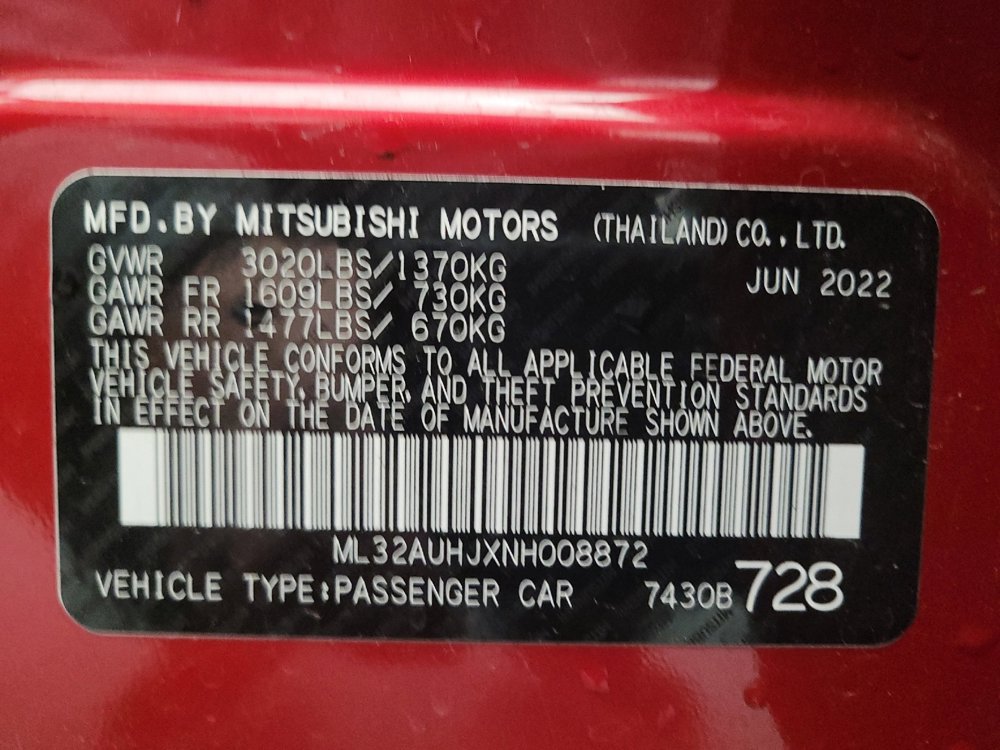 MFD.BY MITSUBISHI MOTORS (THAILAND) CO.,LTD.
GVWR 3020LBS/1370KG JUN 2022
GAWR FR 1609LBS/ 730KG
GAWR RR 1477LBS/ 670KG
THIS VEHICLE CONFORMS TO ALL APPLICABLE FEDERAL MOTOR
VEHICLE SAFETY, BUMPER, AND THEFT PREVENTION STANDARDS
IN EFFECT ON THE DATE OF MANUFACTURE SHOWN ABOVE.
ML32AUHJXNH008872
VEHICLE TYPE:PASSENGER CAR 7430B 728